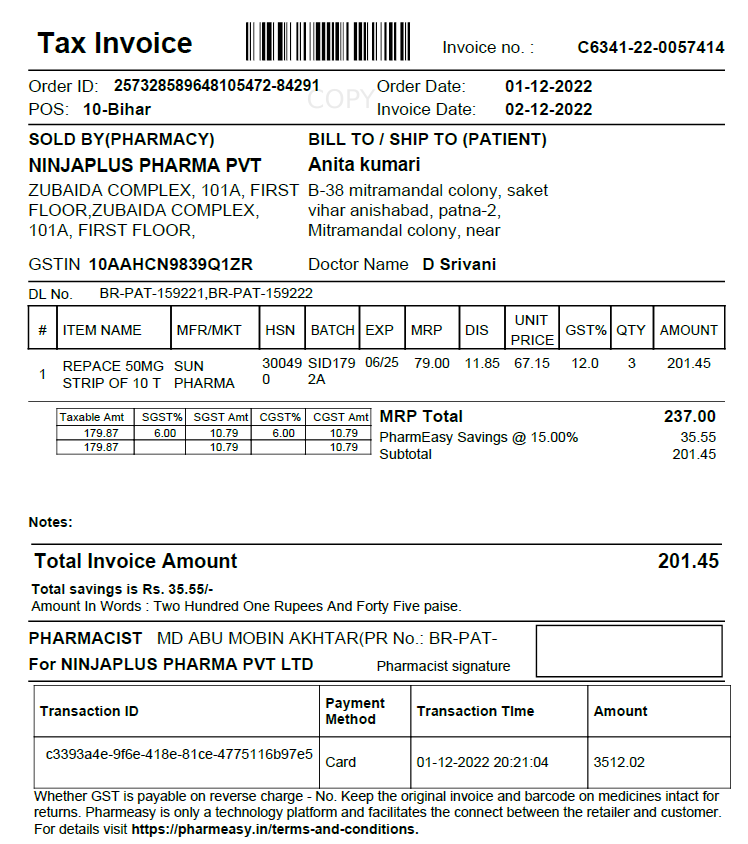 Tax Invoice
Invoice no. : C6341-22-0057414
Order ID: 257328589648105472-84291 Order Date: 01-12-2022
COPY
POS: 10-Bihar Invoice Date: 02-12-2022
SOLD BY(PHARMACY) BILL TO / SHIP TO (PATIENT)
NINJAPLUS PHARMA PVT Anita kumari
ZUBAIDA COMPLEX, 101A, FIRST B-38 mitramandal colony, saket
FLOOR,ZUBAIDA COMPLEX, vihar anishabad, patna-2,
101A, FIRST FLOOR, Mitramandal colony, near
GSTIN 10AAHCN9839Q1ZR Doctor Name D Srivani
DL No. BR-PAT-159221,BR-PAT-159222
# ITEM NAME MFR/MKT HSN BATCH EXP MRP DIS UNIT PRICE GST% QTY AMOUNT
1 REPACE 50MG SUN 30049 SID179 06/25 79.00 11.85 67.15 12.0 3 201.45
STRIP OF 10 T PHARMA 0 2A
Taxable Amt SGST% SGST Amt CGST% CGST Amt
179.87 6.00 10.79 6.00 10.79
179.87 10.79 10.79
MRP Total 237.00
PharmEasy Savings @ 15.00% 35.55
Subtotal 201.45
Notes:
Total Invoice Amount 201.45
Total savings is Rs. 35.55/-
Amount In Words : Two Hundred One Rupees And Forty Five paise.
PHARMACIST MD ABU MOBIN AKHTAR(PR No.: BR-PAT-
For NINJAPLUS PHARMA PVT LTD Pharmacist signature
Transaction ID Payment Method Transaction TIme Amount
c3393a4e-9f6e-418e-81ce-4775116b97e5 Card 01-12-2022 20:21:04 3512.02
Whether GST is payable on reverse charge - No. Keep the original invoice and barcode on medicines intact for
returns. Pharmeasy is only a technology platform and facilitates the connect between the retailer and customer.
For details visit https://pharmeasy.in/terms-and-conditions.